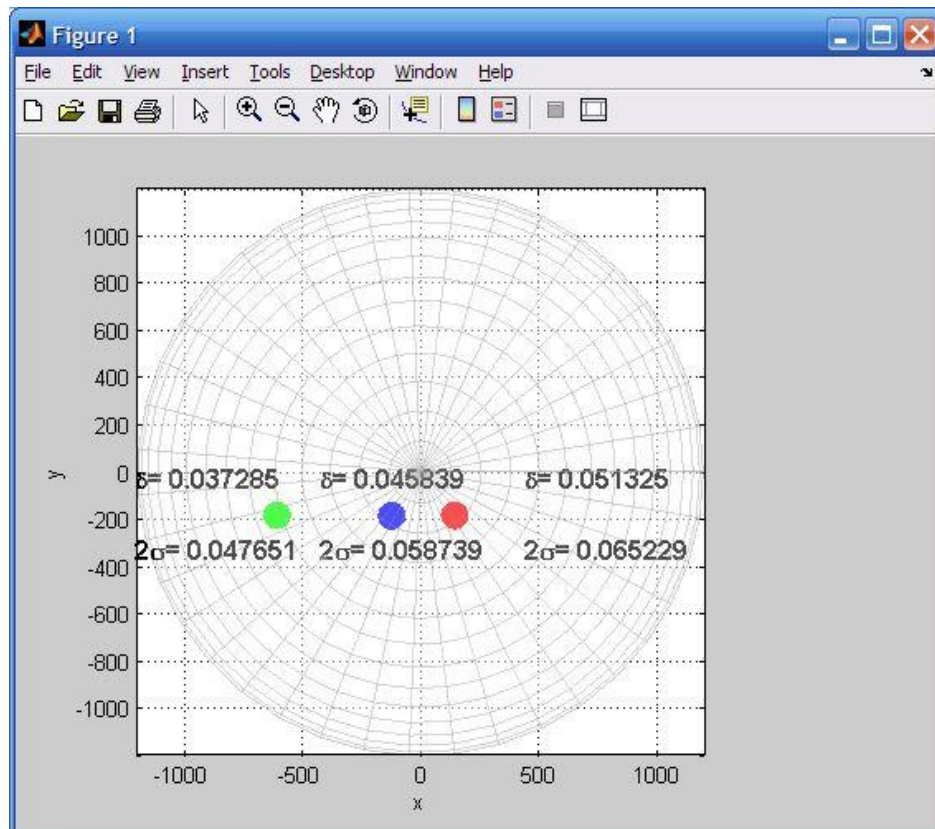 Figure 1
File Edit View Insert Tools Desktop Window Help
1000
800
600
400
200
0
-200
-400
-600
-800
-1000
y
δ= 0.037285 δ= 0.045839 δ= 0.051325
2σ= 0.047651 2σ= 0.058739 2σ= 0.065229
-1000 -500 0 500 1000
x